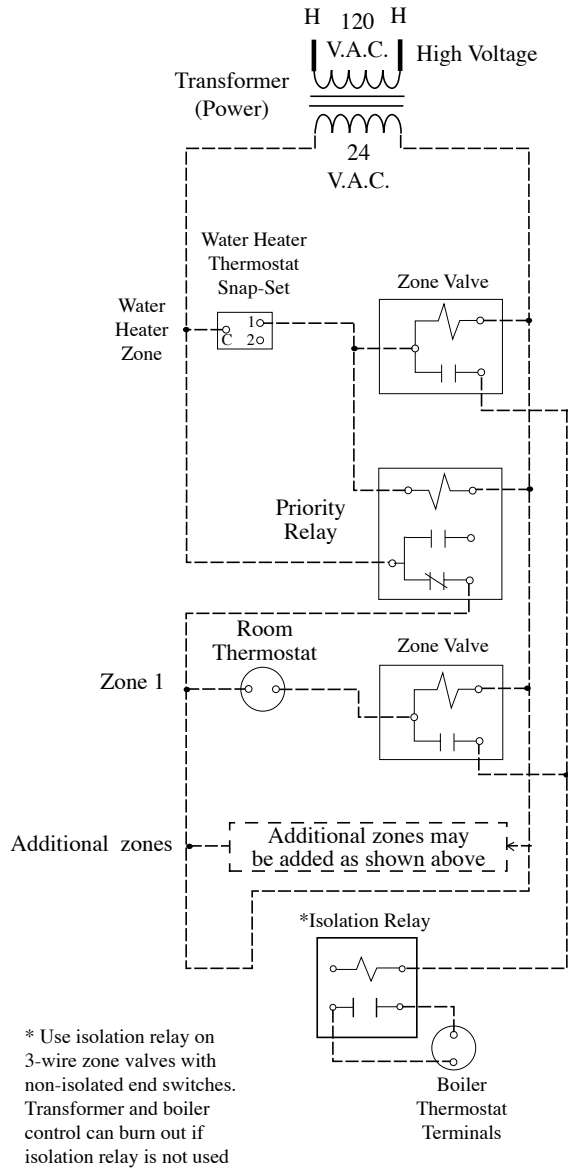 H 120 H
V.A.C.
High Voltage
Transformer
(Power)
24
V.A.C.
Water Heater
Thermostat
Snap-Set
Zone Valve
Water
Heater
Zone
1
C 2
Priority
Relay
Room
Thermostat
Zone Valve
Zone 1
Additional zones
Additional zones may
be added as shown above
*Isolation Relay
* Use isolation relay on
3-wire zone valves with
non-isolated end switches.
Transformer and boiler
control can burn out if
isolation relay is not used
Boiler
Thermostat
Terminals